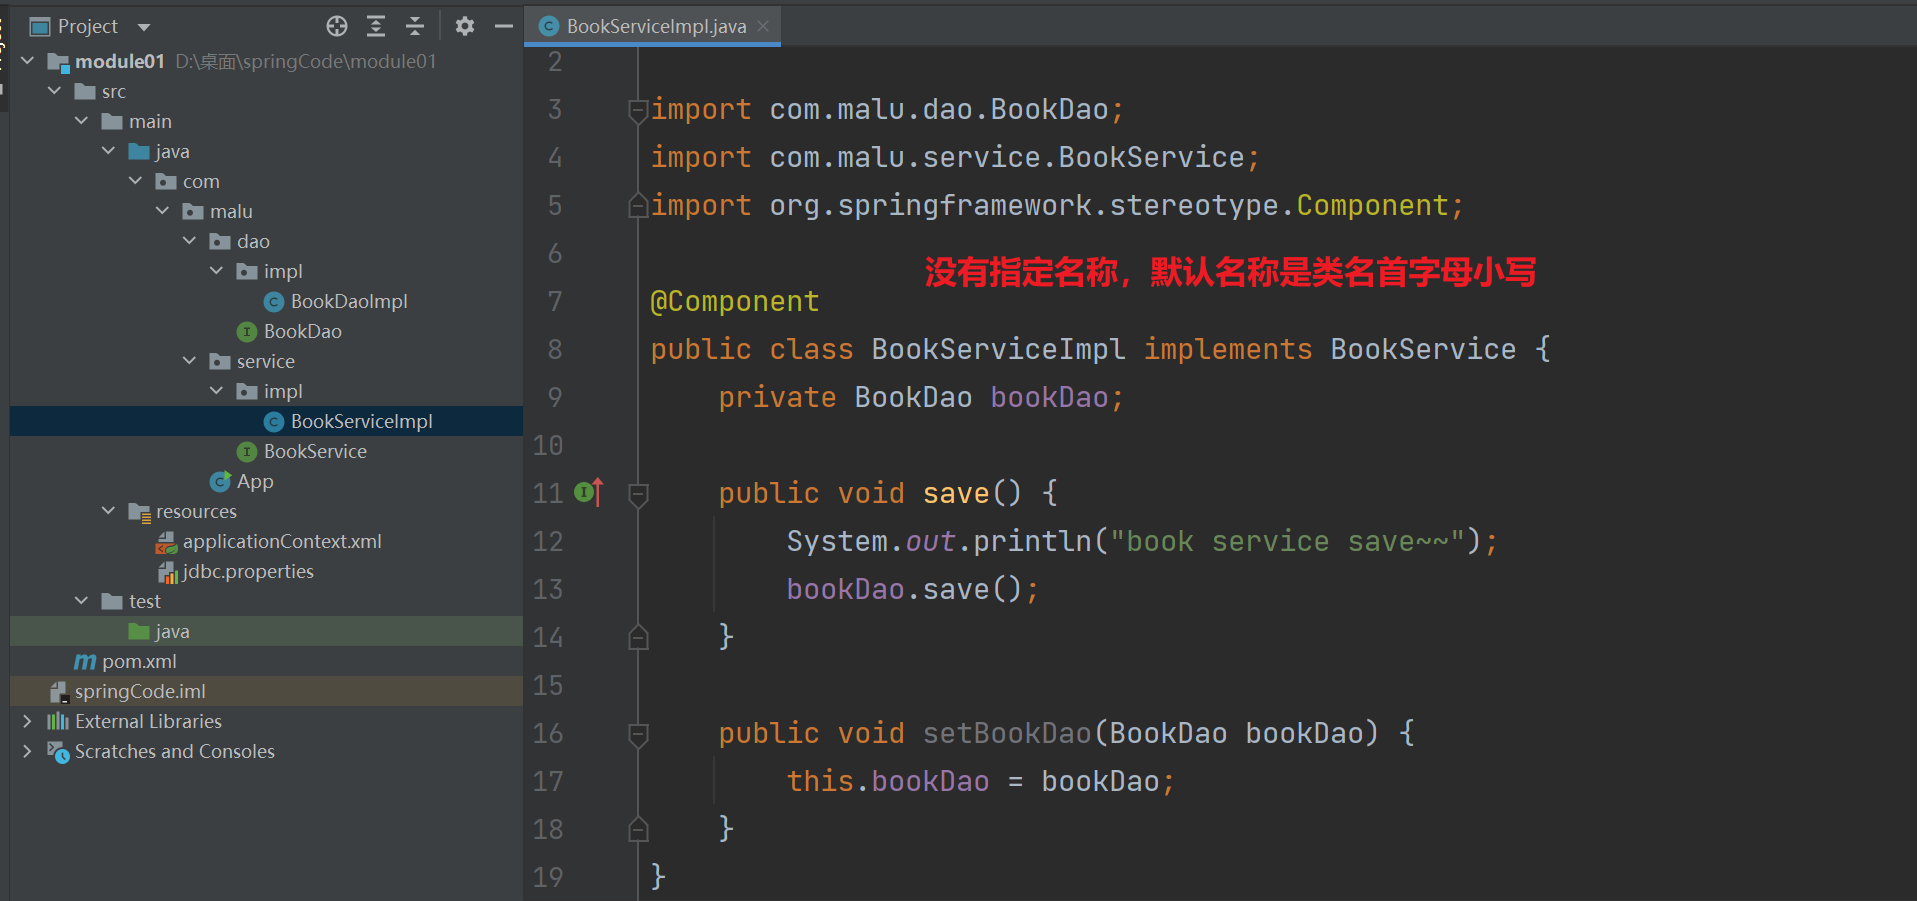 Project
module01 D:\桌面\springCode\module01
src
main
java
com
malu
dao
impl
BookDaoImpl
BookDao
service
impl
BookServiceImpl
BookService
App
resources
applicationContext.xml
jdbc.properties
test
java
pom.xml
springCode.iml
External Libraries
Scratches and Consoles
BookServiceImpl.java
2
3 import com.malu.dao.BookDao;
4 import com.malu.service.BookService;
5 import org.springframework.stereotype.Component;
6
没有指定名称，默认名称是类名首字母小写
7 @Component
8 public class BookServiceImpl implements BookService {
9 private BookDao bookDao;
10
11 public void save() {
12 System.out.println("book service save~~");
13 bookDao.save();
14 }
15
16 public void setBookDao(BookDao bookDao) {
17 this.bookDao = bookDao;
18 }
19 }